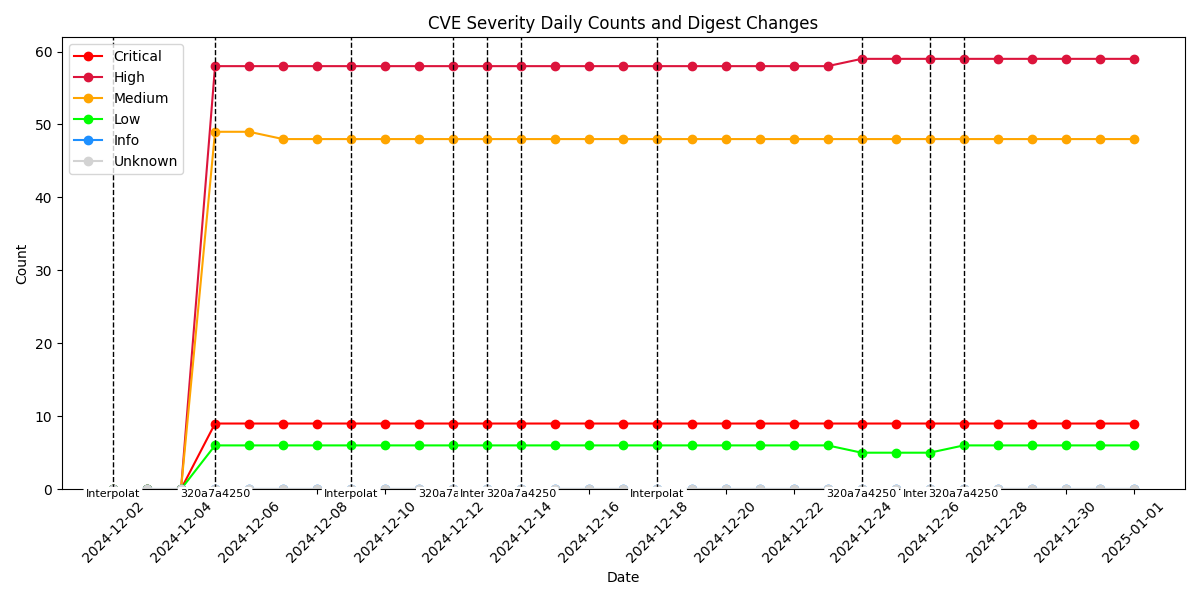 CVE Severity Daily Counts and Digest Changes
Critical
High
Medium
Low
Info
Unknown
60
50
40
30
20
10
0
Count
Interpolat
320a7a4250
Interpolat
320a7a
Inter
320a7a4250
Interpolat
320a7a4250
Inter
320a7a4250
2024-12-02
2024-12-04
2024-12-06
2024-12-08
2024-12-10
2024-12-12
2024-12-14
2024-12-16
2024-12-18
2024-12-20
2024-12-22
2024-12-24
2024-12-26
2024-12-28
2024-12-30
2025-01-01
Date